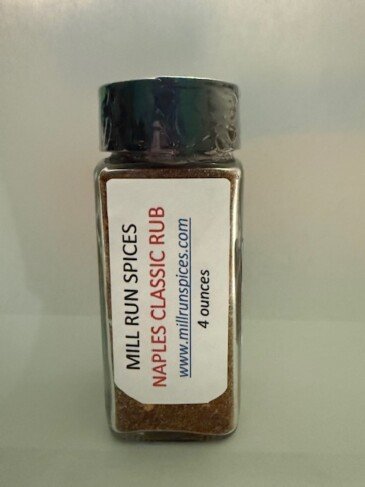 MILL RUN SPICES
NAPLES CLASSIC RUB
www.millrunspices.com
4 ounces